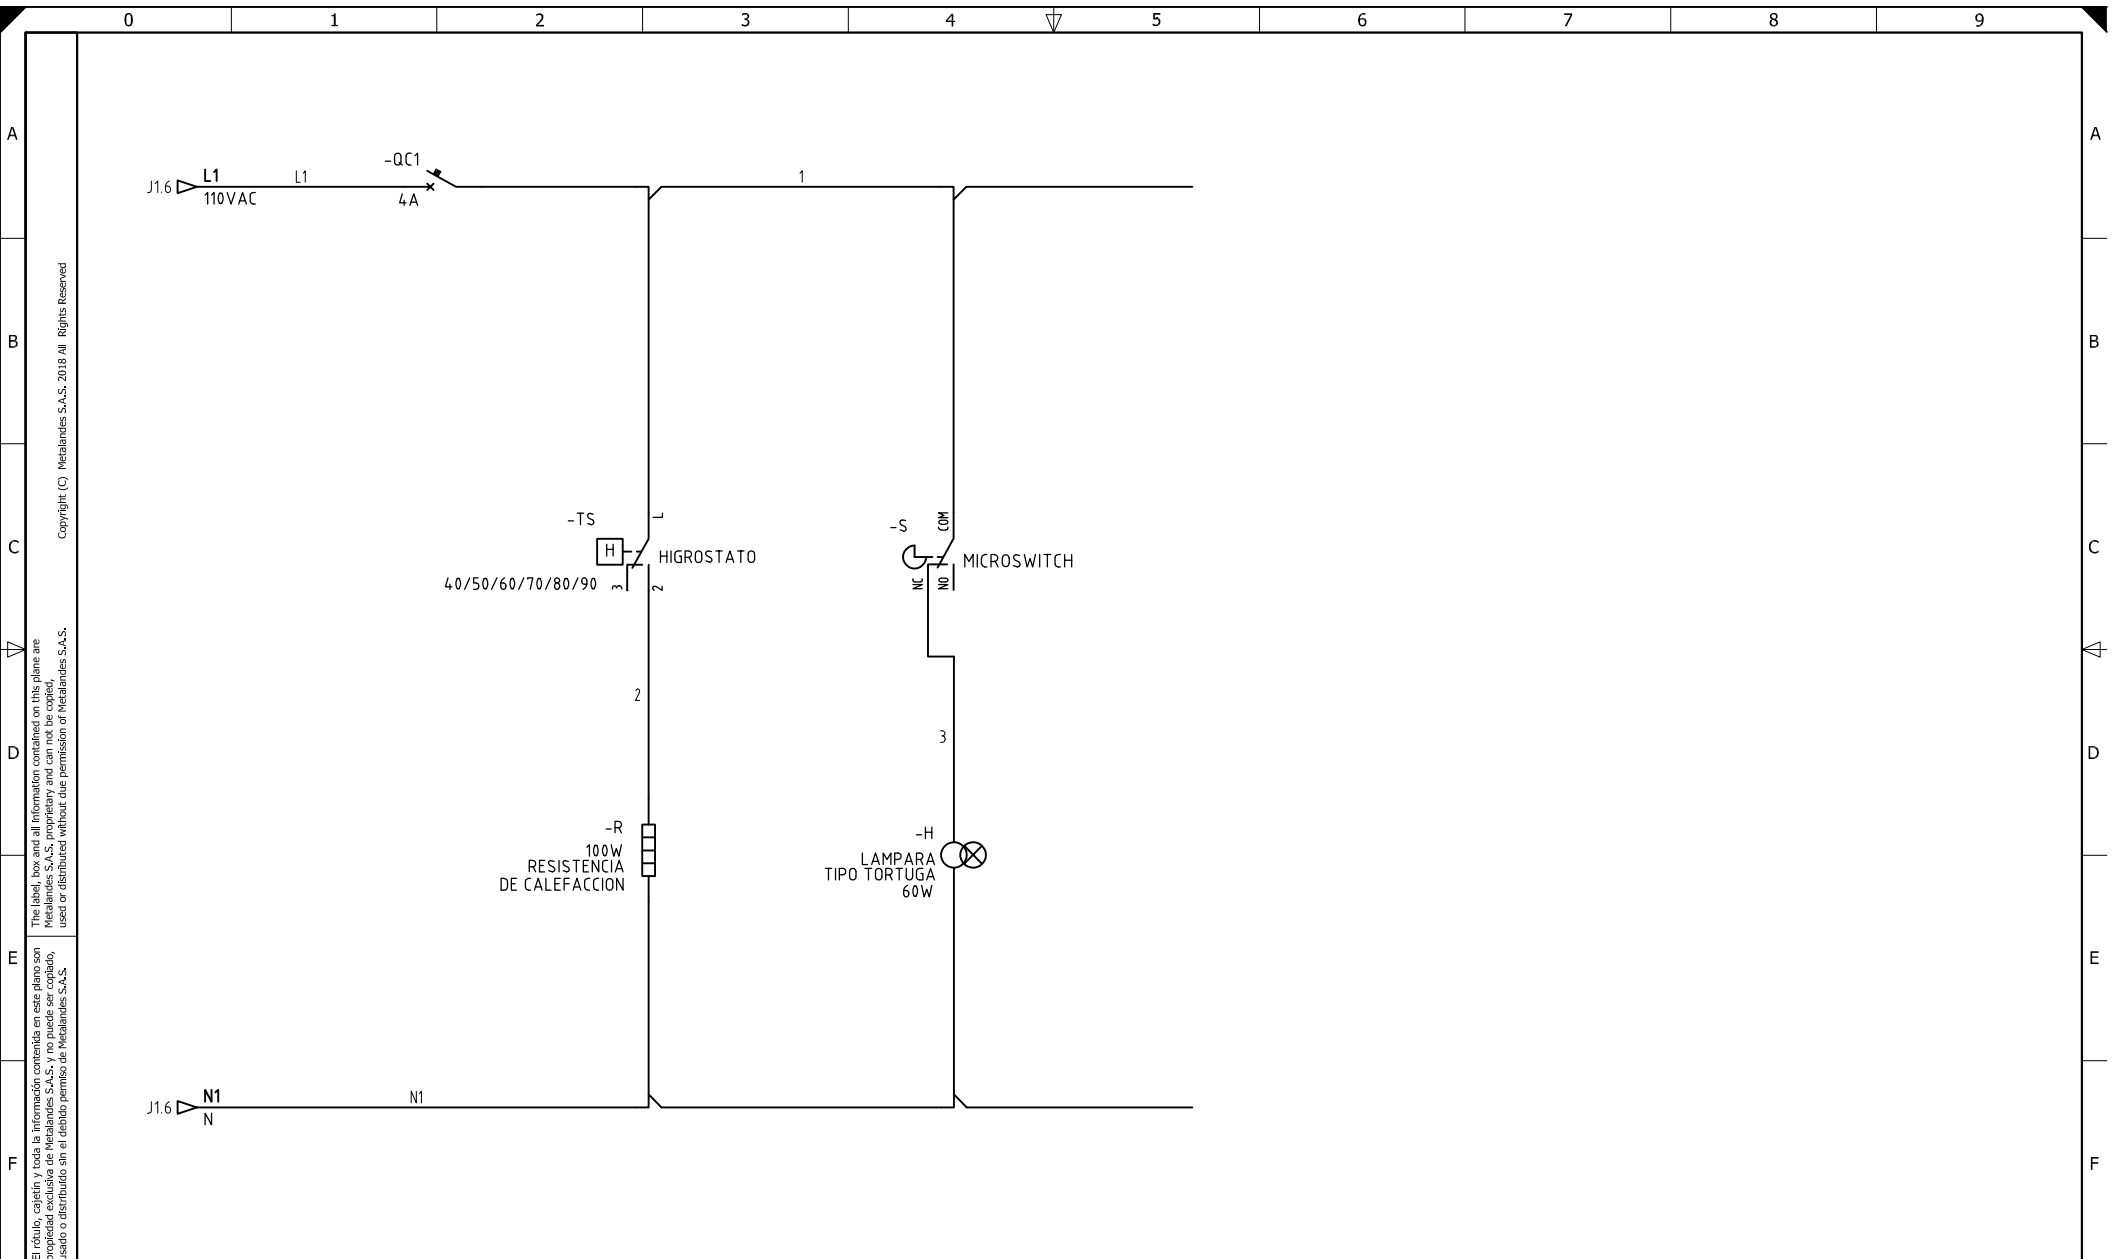 0 1 2 3 4 5 6 7 8 9
A A
-QC1
J1.6 L1 L1 1
110VAC 4A
B B
-TS L -S COM
C H HIGROSTATO MICROSWITCH C
40/50/60/70/80/90 3 2 NC NO
2
3
D D
-R -H
100W LAMPARA
RESISTENCIA TIPO TORTUGA
DE CALEFACCION 60W
E E
J1.6 N1 N1
N
F F
Copyright (C) Metalandes S.A.S. 2018 All Rights Reserved
The label, box and all information contained on this plane are
Metalandes S.A.S. proprietary and can not be copied,
used or distributed without due permission of Metalandes S.A.S.
El rótulo, cajetín y toda la información contenida en este plano son
propiedad exclusiva de Metalandes S.A.S. y no puede ser copiado,
usado o distribuido sin el debido permiso de Metalandes S.A.S.